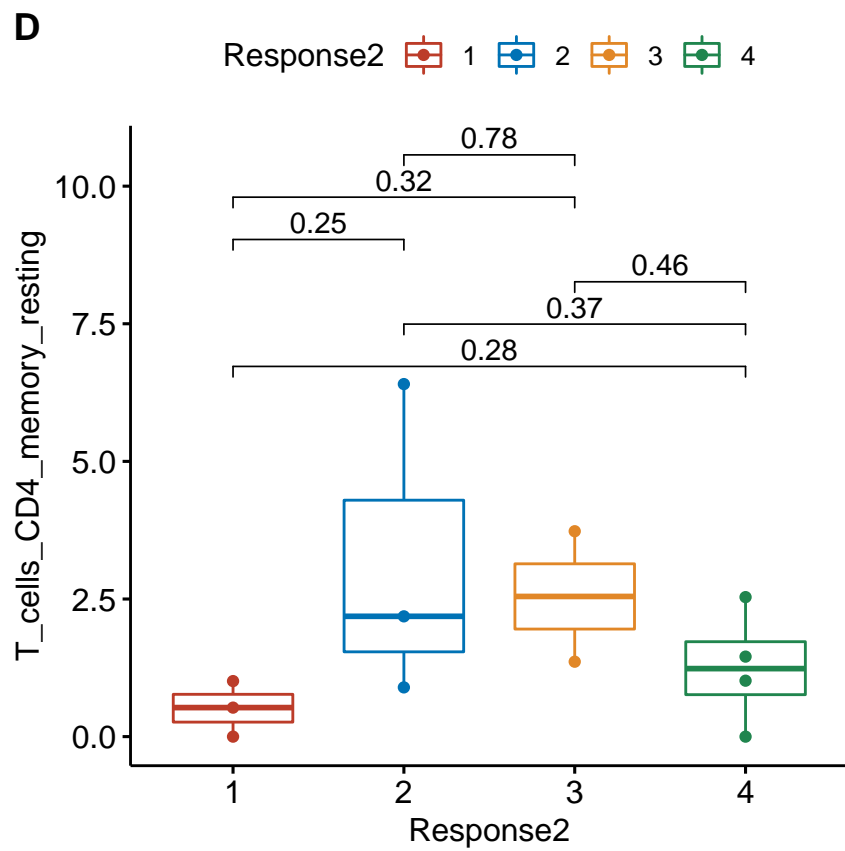 D
Response2 1 2 3 4
0.78
0.32
0.25
0.46
0.37
0.28
T_cells_CD4_memory_resting
10.0
7.5
5.0
2.5
0.0
1 2 3 4
Response2